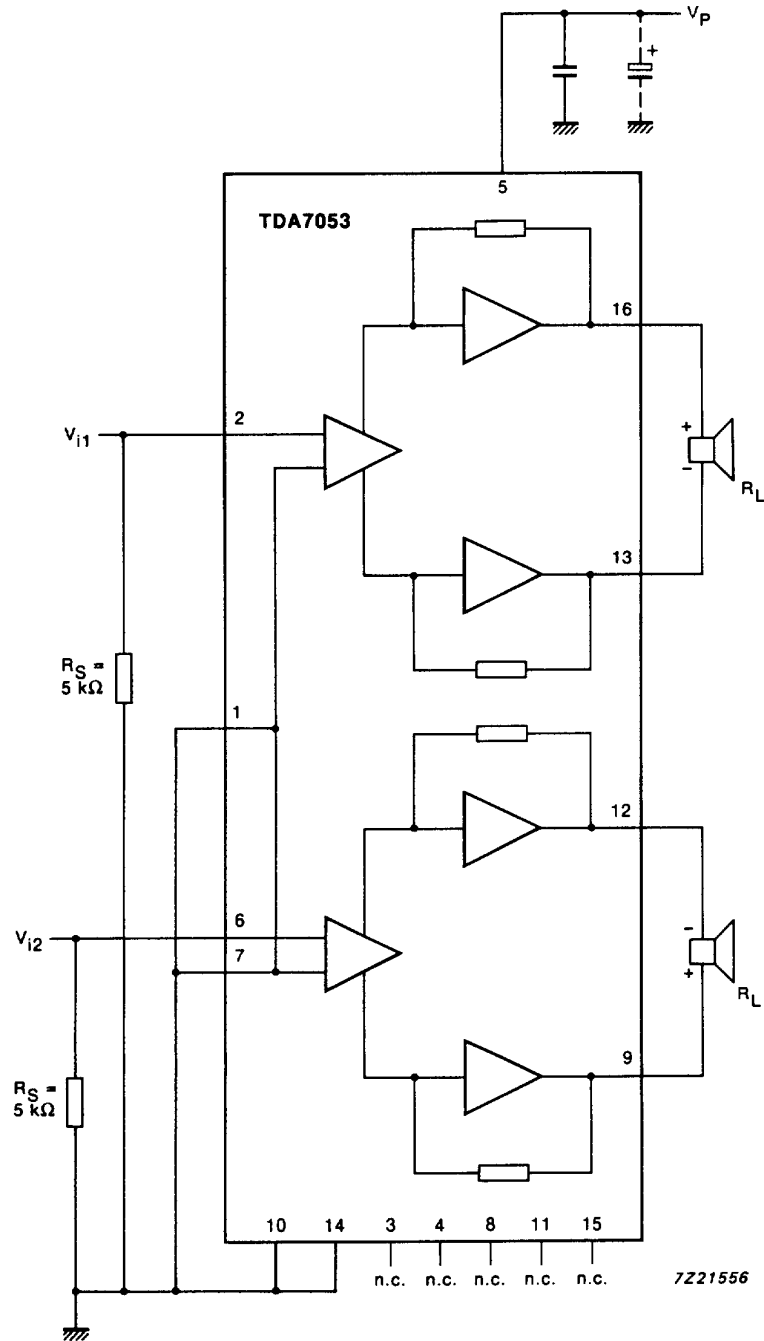 V_P
+
5
TDA7053
16
2
V_i1
+
-
R_L
13
R_S =
5 kΩ
1
12
6
V_i2
7
-
+
R_L
9
R_S =
5 kΩ
10 14 3 4 8 11 15
n.c. n.c. n.c. n.c. n.c.
7Z21556